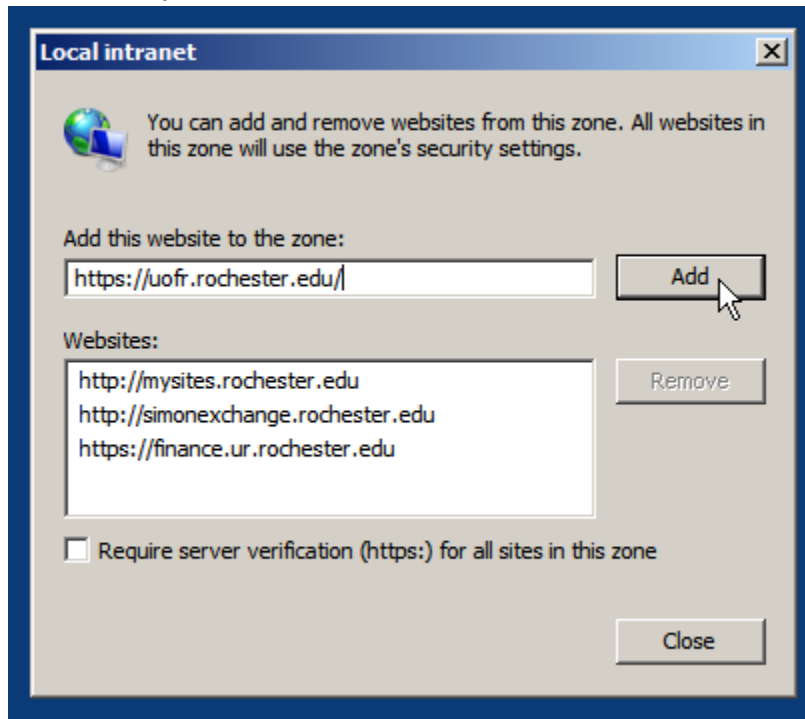 Local intranet
You can add and remove websites from this zone. All websites in
this zone will use the zone's security settings.
Add this website to the zone:
https://uofr.rochester.edu/
Add
Websites:
http://mysites.rochester.edu
http://simonexchange.rochester.edu
https://finance.ur.rochester.edu
Remove
Require server verification (https:) for all sites in this zone
Close